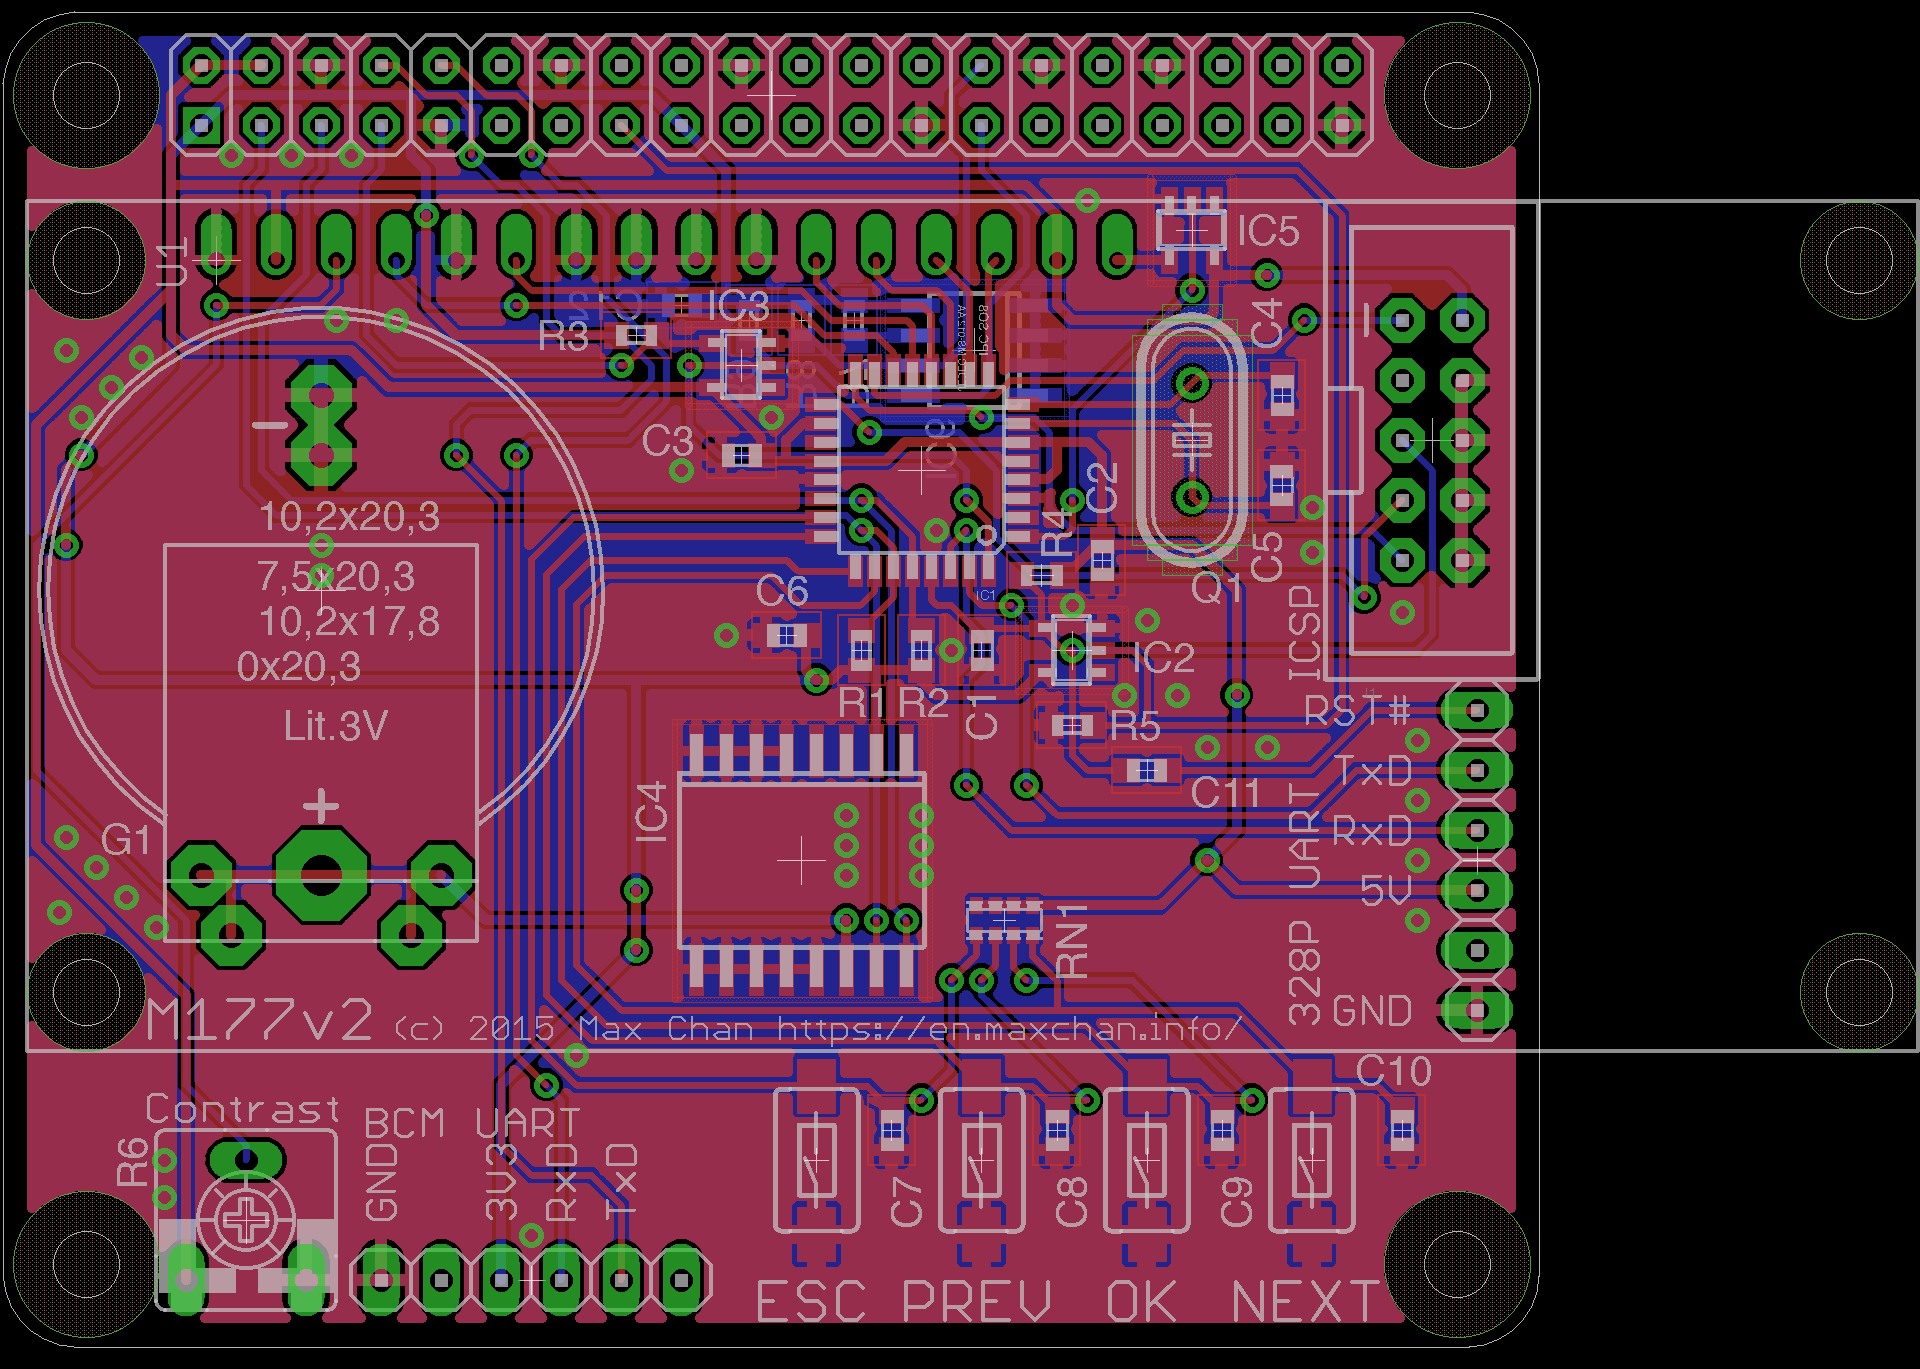 U1
IC5
R3
IC3
C4
C3
C2
R4
C5
Q1
10,2x20,3
7,5x20,3
10,2x17,8
0x20,3
Lit.3V
C6
IC1
IC2
ICSP
R1
R2
C1
R5
RST#
TxD
C11
RxD
5V
GND
328P UART
IC4
G1
RN1
M177v2 (c) 2015 Max Chan https://en.maxchan.info/
C10
Contrast
R6
BCM UART
GND
3V3
RxD
TxD
C7
C8
C9
ESC PREV OK NEXT